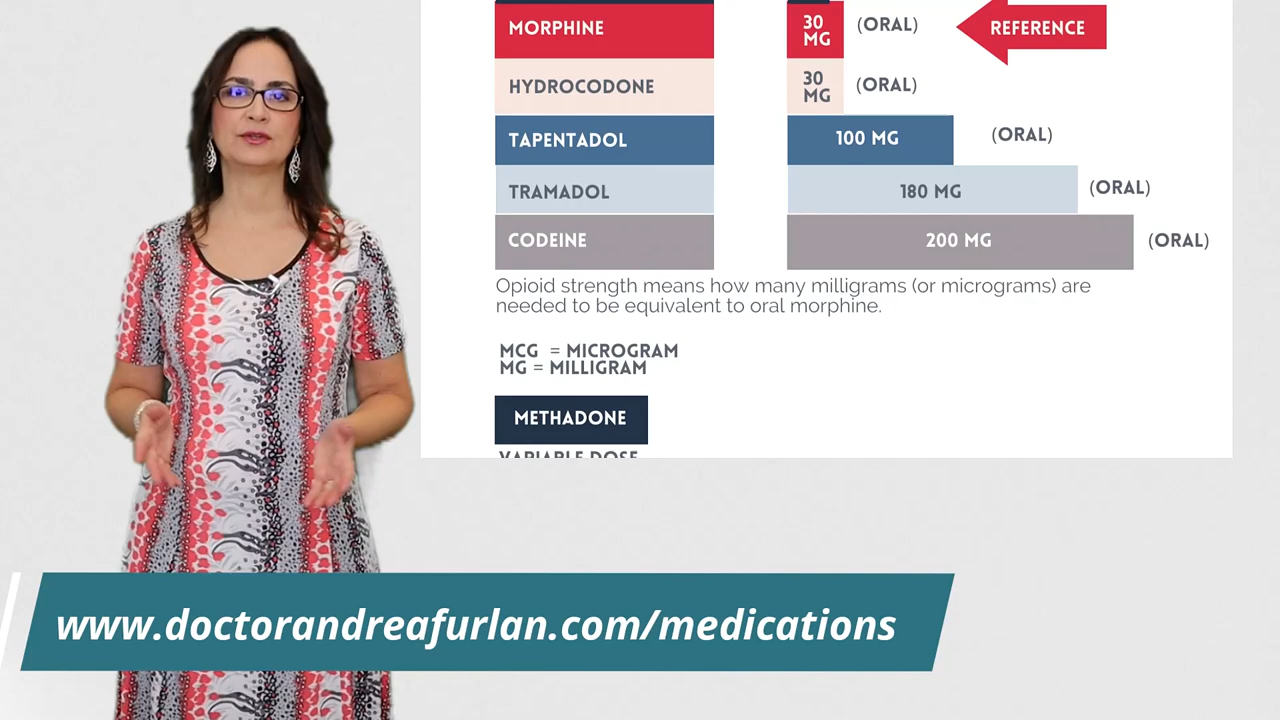 MORPHINE
30
MG
(ORAL)
REFERENCE
HYDROCODONE
30
MG
(ORAL)
TAPENTADOL
100 MG
(ORAL)
TRAMADOL
180 MG
(ORAL)
CODEINE
200 MG
(ORAL)
Opioid strength means how many milligrams (or micrograms) are
needed to be equivalent to oral morphine.
MCG = MICROGRAM
MG = MILLIGRAM
METHADONE
VARIABLE DOSE
www.doctorandreafurlan.com/medications